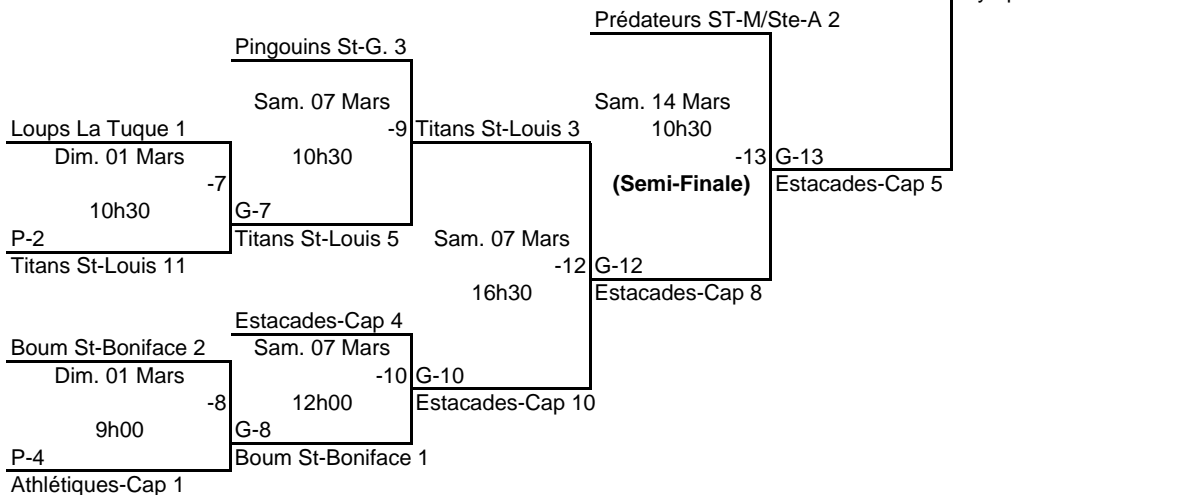 Prédateurs ST-M/Ste-A 2
Pingouins St-G. 3
Sam. 07 Mars
Sam. 14 Mars
Loups La Tuque 1
-9
Titans St-Louis 3
10h30
Dim. 01 Mars
10h30
-13
G-13
-7
(Semi-Finale)
Estacades-Cap 5
10h30
G-7
P-2
Titans St-Louis 5
Sam. 07 Mars
Titans St-Louis 11
-12
G-12
16h30
Estacades-Cap 8
Estacades-Cap 4
Boum St-Boniface 2
Sam. 07 Mars
Dim. 01 Mars
-10
G-10
-8
12h00
Estacades-Cap 10
9h00
G-8
P-4
Boum St-Boniface 1
Athlétiques-Cap 1